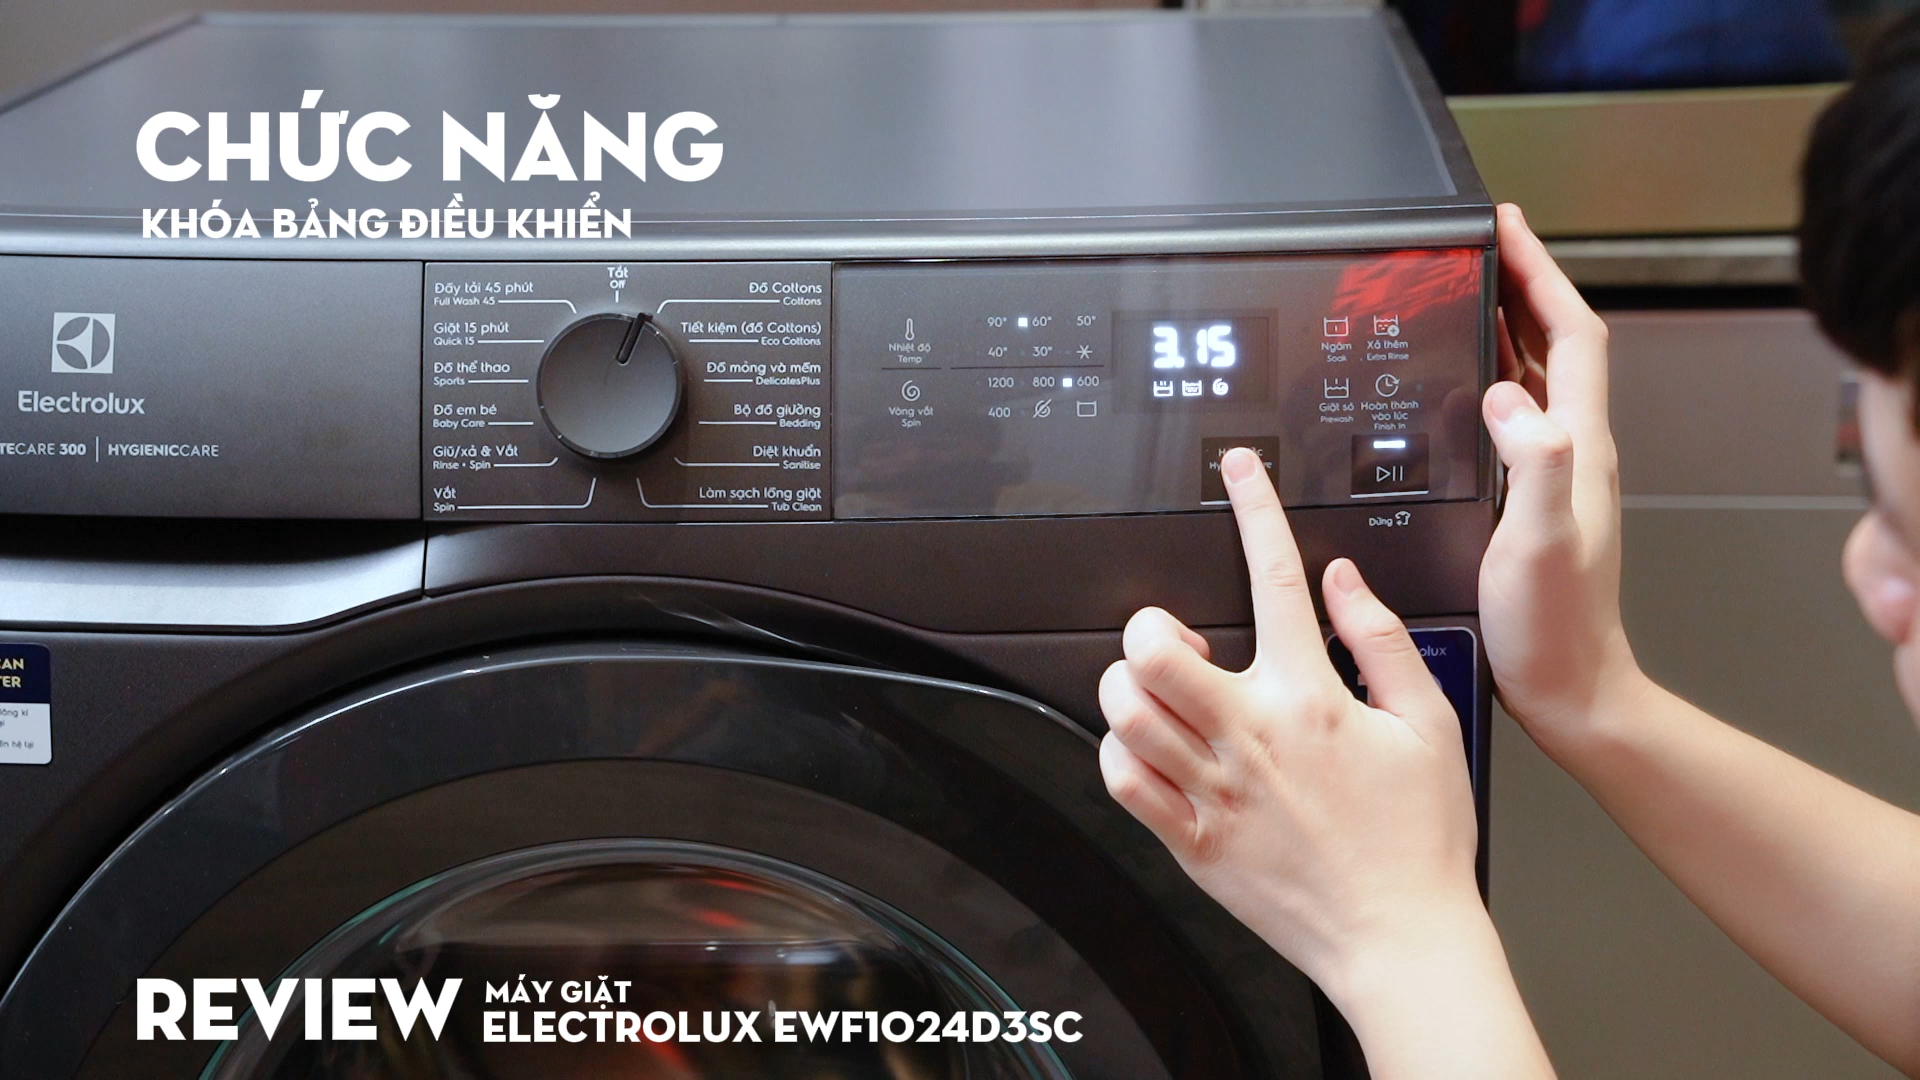 CHỨC NĂNG
KHÓA BẢNG ĐIỀU KHIỂN
Electrolux
CARE 300 | HYGIENICCARE
Tắt
Off
Đầy tải 45 phút
Full Wash 45
Giặt 15 phút
Quick 15
Đồ thể thao
Sports
Đồ em bé
Baby Care
Giũ/xả & Vắt
Rinse + Spin
Vắt
Spin
Đồ Cottons
Cottons
Tiết kiệm (đồ Cottons)
Eco Cottons
Đồ mỏng và mềm
DelicatesPlus
Bộ đồ giường
Bedding
Diệt khuẩn
Sanitise
Làm sạch lồng giặt
Tub Clean
Nhiệt độ
Temp
90° 60° 50°
40° 30°
Vòng vắt
Spin
1200 800 600
400
3.15
Ngâm
Soak
Xả thêm
Extra Rinse
Giặt sơ
Prewash
Hoàn thành
vào lúc
Finish In
Dừng
REVIEW
MÁY GIẶT
ELECTROLUX EWF1024D3SC